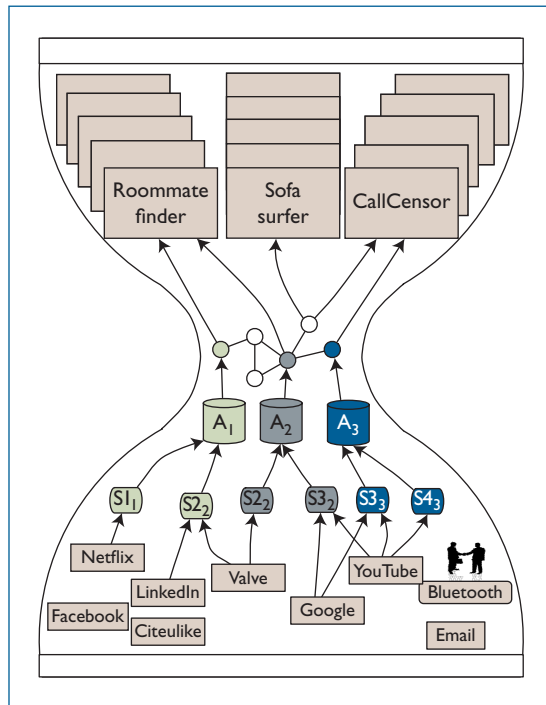 Roommate
finder
Sofa
surfer
CallCensor
A1
A2
A3
S11
S22
S22
S32
S33
S43
Netflix
LinkedIn
Valve
Google
YouTube
Bluetooth
Facebook
Citeulike
Email